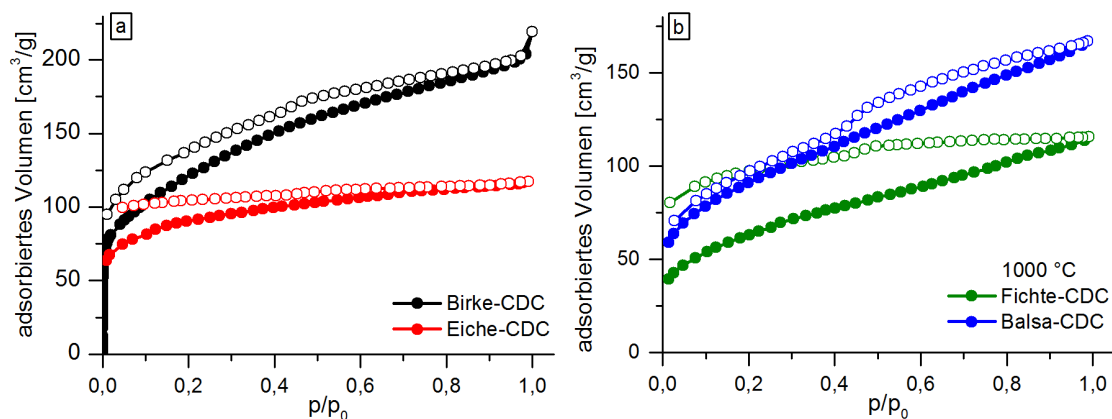 a
adsorbiertes Volumen [cm³/g]
200
150
100
50
0
Birke-CDC
Eiche-CDC
0,0 0,2 0,4 0,6 0,8 1,0
p/p₀
b
adsorbiertes Volumen [cm³/g]
150
100
50
0
1000 °C
Fichte-CDC
Balsa-CDC
0,0 0,2 0,4 0,6 0,8 1,0
p/p₀